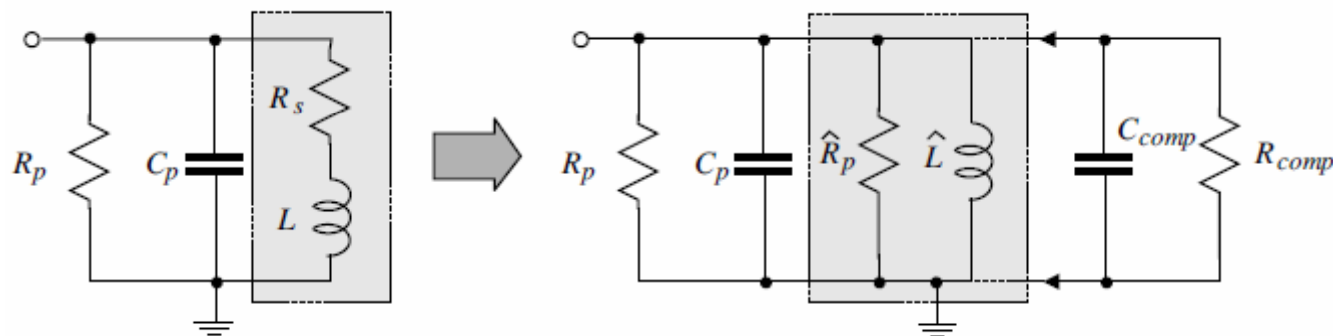 R_p
C_p
R_s
L
R_p
C_p
R̂_p
L̂
C_comp
R_comp